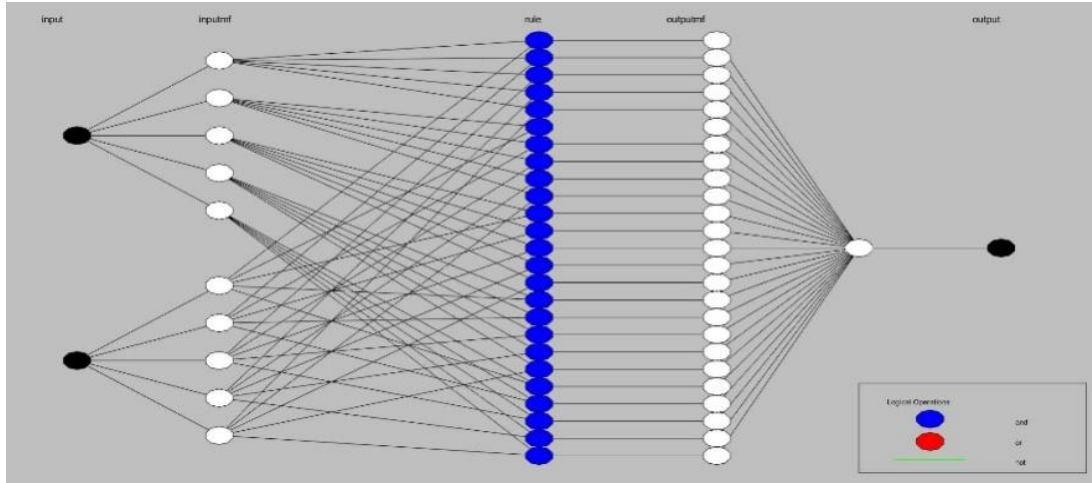 input inputmf rule outputmf output
Logical Operations
and
or
not